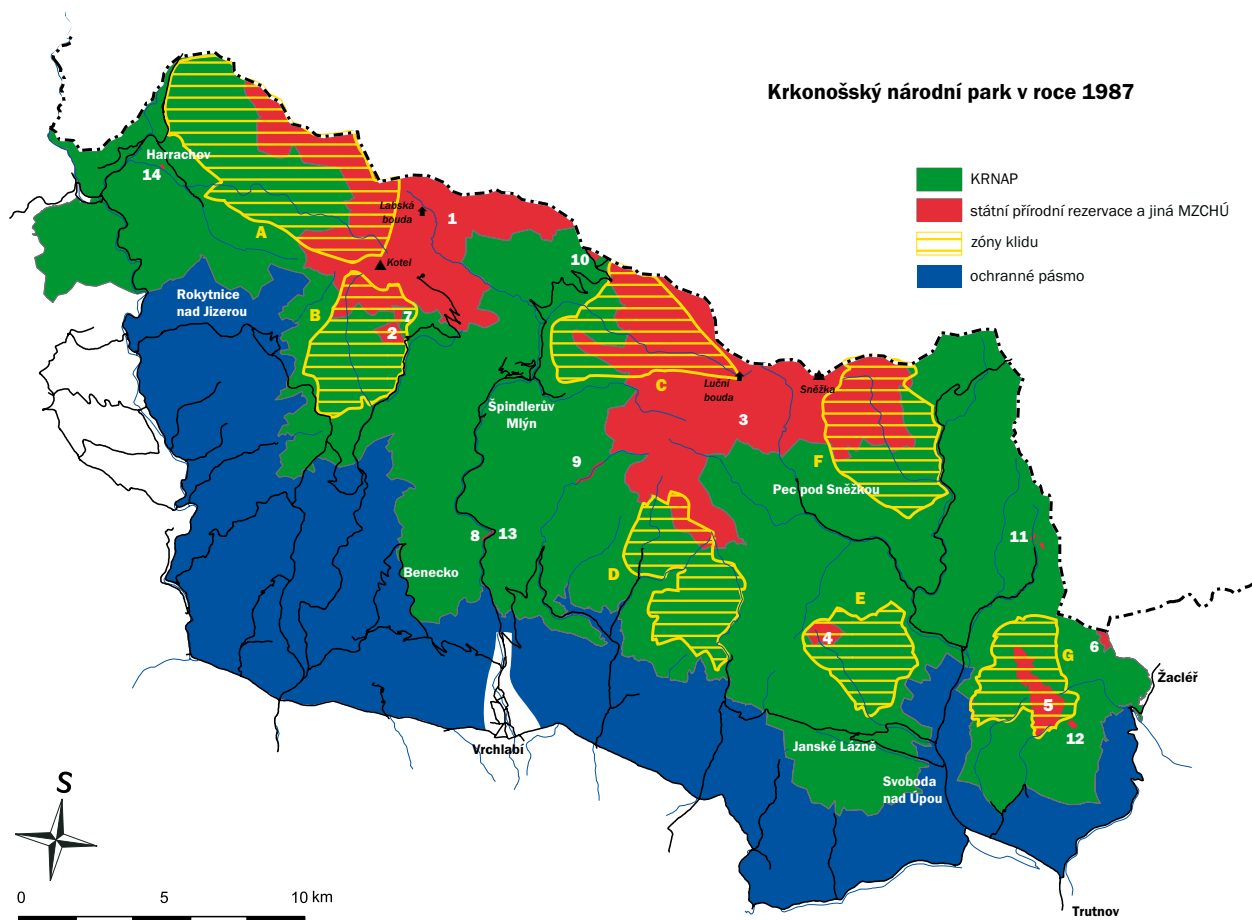 Krkonošský národní park v roce 1987
KRNAP
státní přírodní rezervace a jiná MZCHÚ
zóny klidu
ochranné pásmo
Harrachov
14
Labská
bouda
1
A
Kotel
10
Rokytnice
nad Jizerou
B
7
2
C
Luční
bouda
Sněžka
Špindlerův
Mlýn
3
9
F
Pec pod Sněžkou
8
13
11
Benecko
D
E
4
6
G
Žacléř
5
12
Vrchlabí
Janské Lázně
Svoboda
nad Úpou
S
0 5 10 km
Trutnov